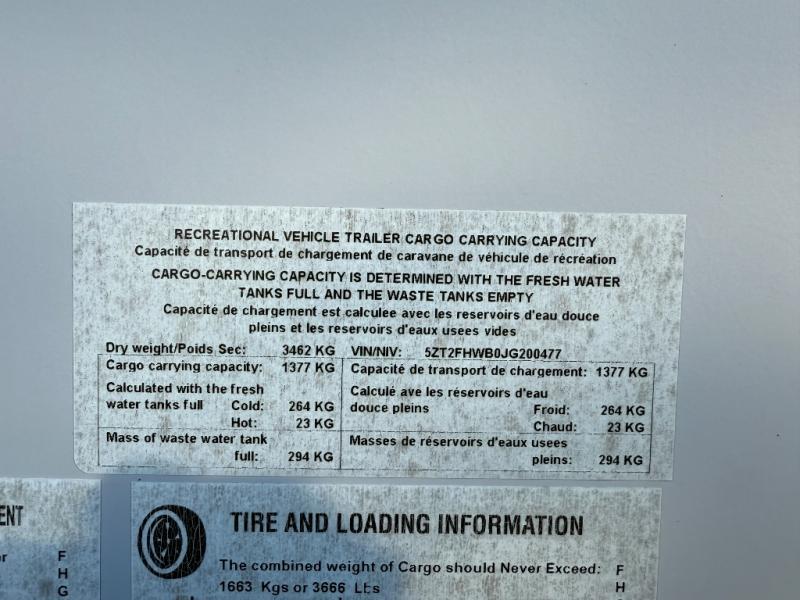 RECREATIONAL VEHICLE TRAILER CARGO CARRYING CAPACITY
Capacité de transport de chargement de caravane de véhicule de récréation
CARGO-CARRYING CAPACITY IS DETERMINED WITH THE FRESH WATER
TANKS FULL AND THE WASTE TANKS EMPTY
Capacité de chargement est calculee avec les reservoirs d'eau douce
pleins et les reservoirs d'eaux usees vides
Dry weight/Poids Sec: 3462 KG VIN/NIV: 5ZT2FHWB0JG200477
Cargo carrying capacity: 1377 KG Capacité de transport de chargement: 1377 KG
Calculated with the fresh Calculé ave les réservoirs d'eau
water tanks full Cold: 264 KG douce pleins Froid: 264 KG
Hot: 23 KG Chaud: 23 KG
Mass of waste water tank Masses de réservoirs d'eaux usees
full: 294 KG pleins: 294 KG
ENT
r F
H
G
TIRE AND LOADING INFORMATION
The combined weight of Cargo should Never Exceed: F
1663 Kgs or 3666 Lbs H